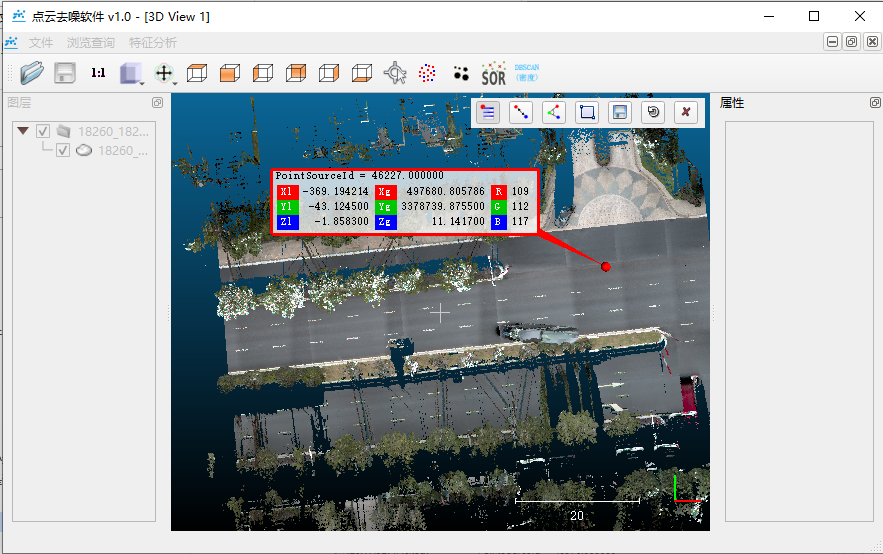 点云去噪软件 v1.0 - [3D View 1]
文件 浏览查询 特征分析
1:1
SOR
DBSCAN
(密度)
图层
属性
18260_182...
18260_...
PointSourceId = 46227.000000
Xl -369.194214 Xg 497680.805786 R 109
Yl -43.124500 Yg 3378739.875500 G 112
Zl -1.858300 Zg 11.141700 B 117
20